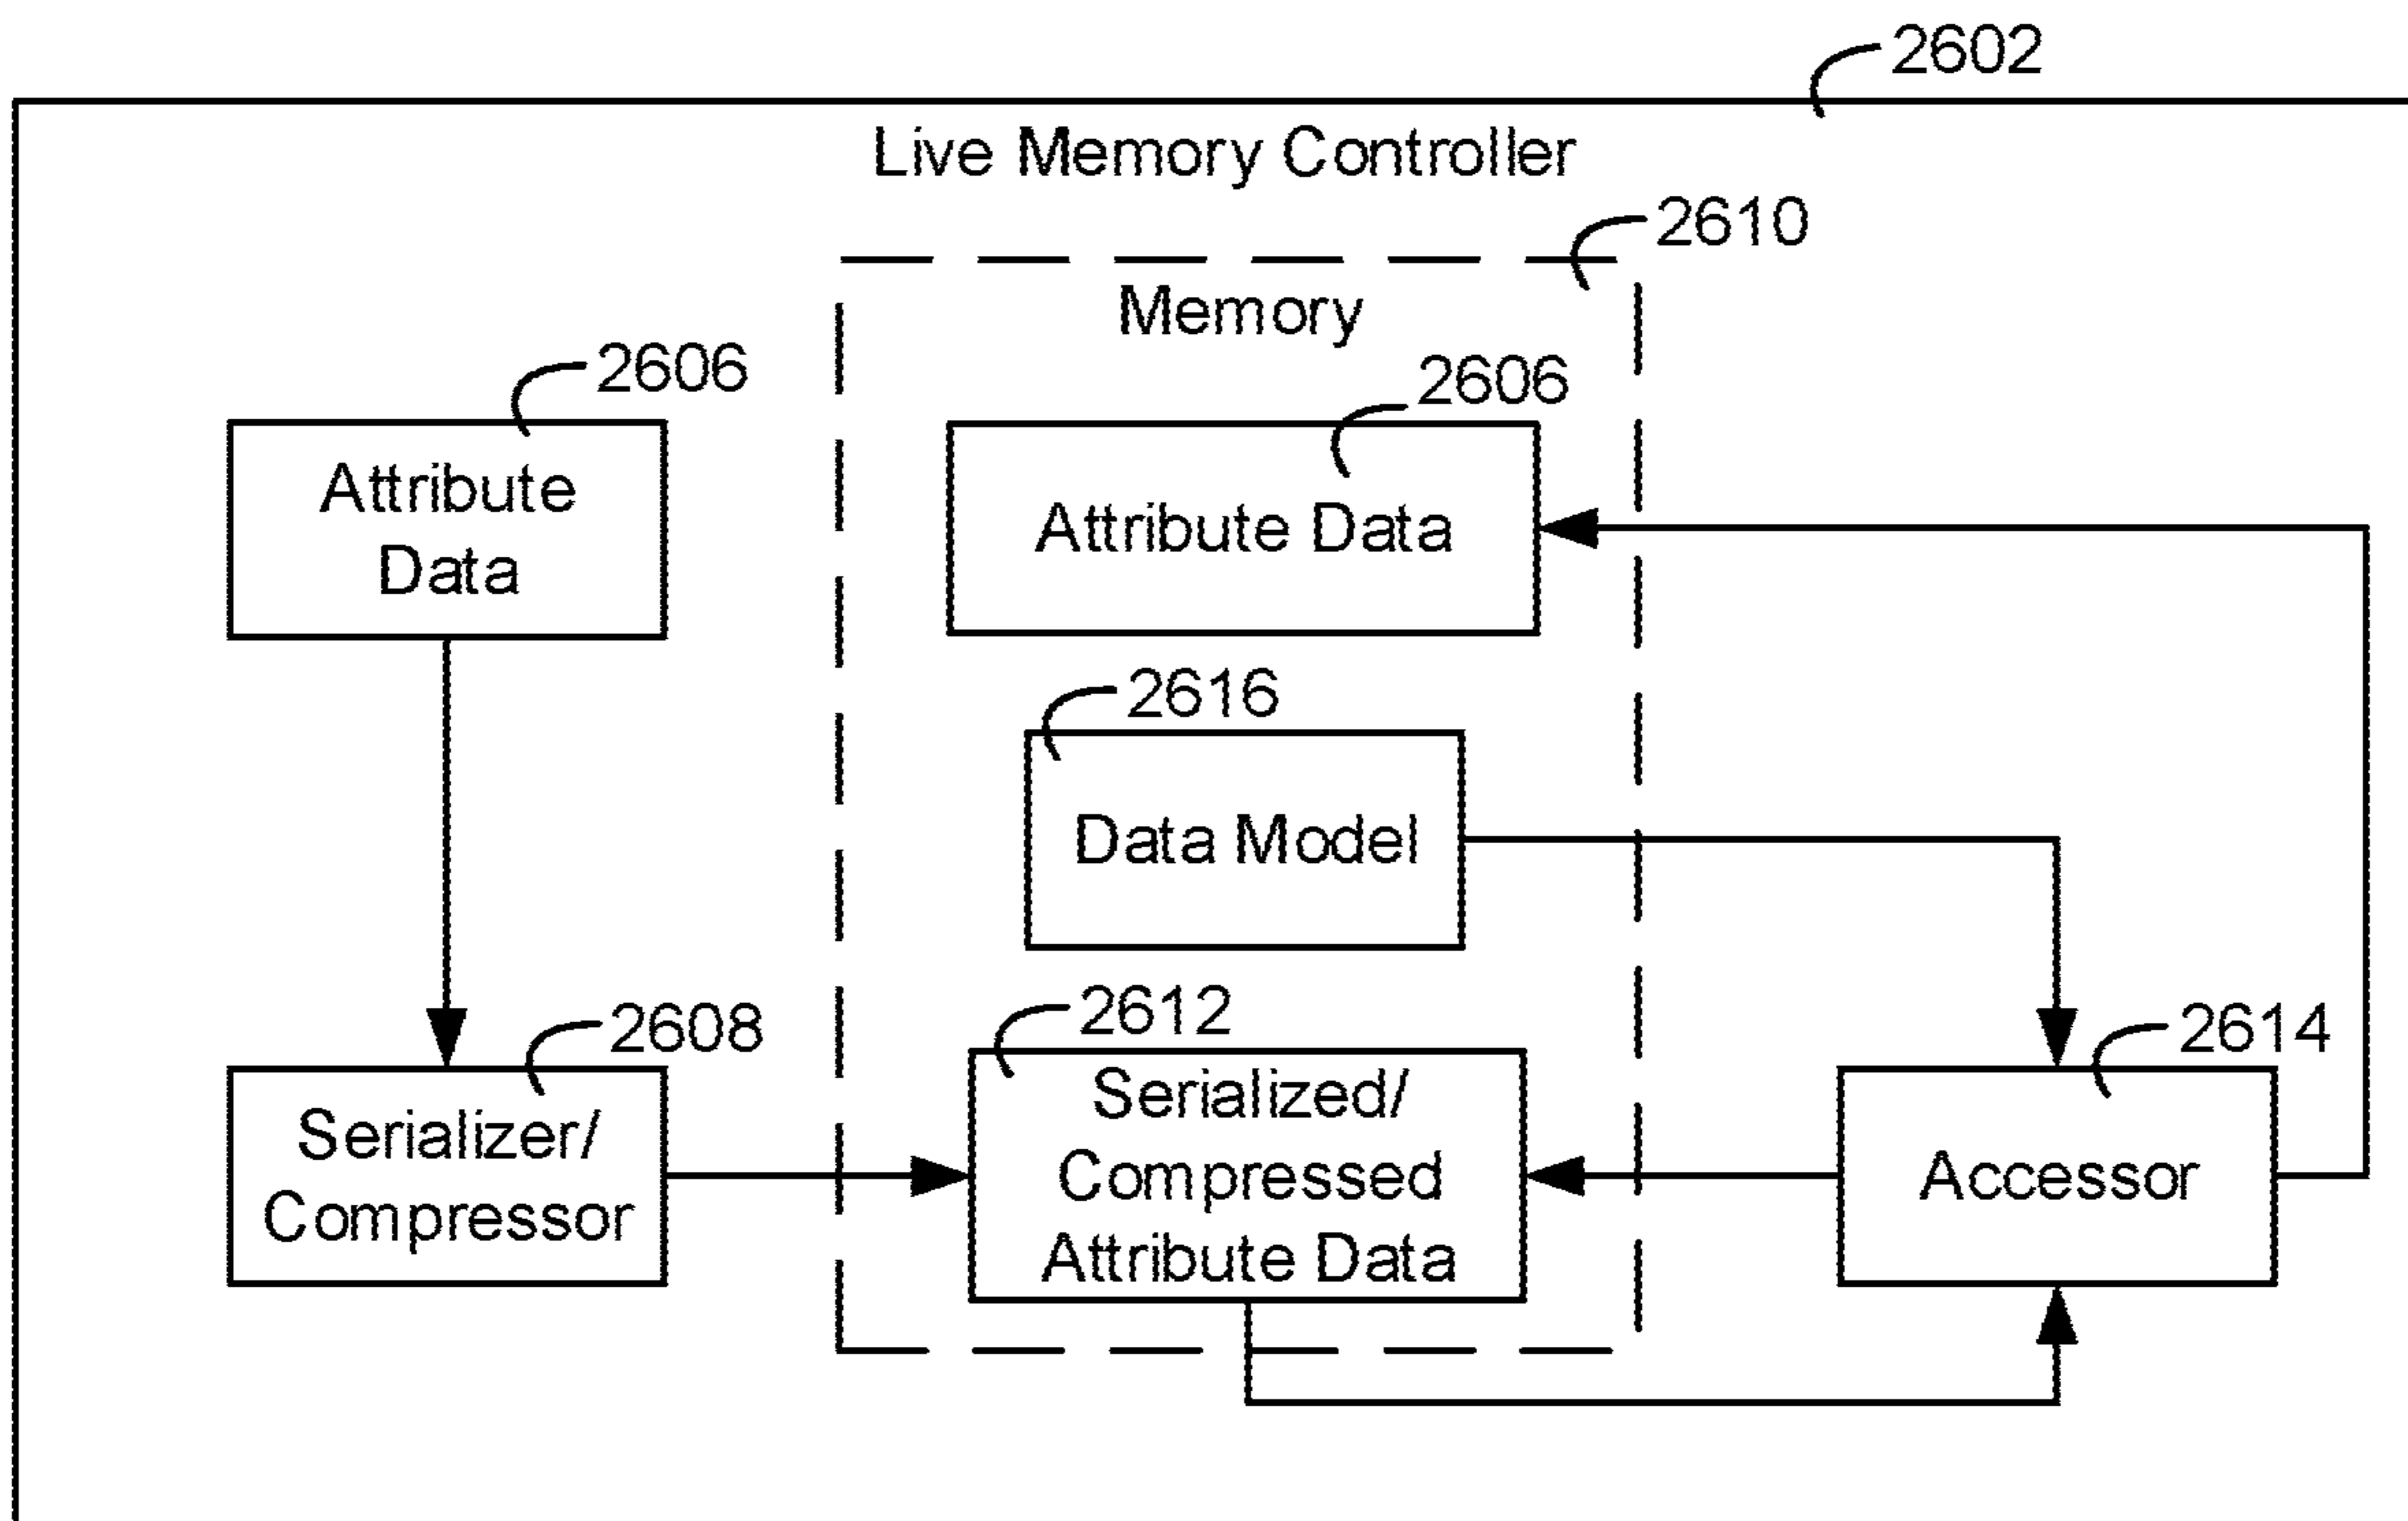 2602
Live Memory Controller
2610
Memory
2606
2606
Attribute
Data
Attribute Data
2616
Data Model
2612
2608
2614
Serializer/
Compressor
Serialized/
Compressed
Attribute Data
Accessor